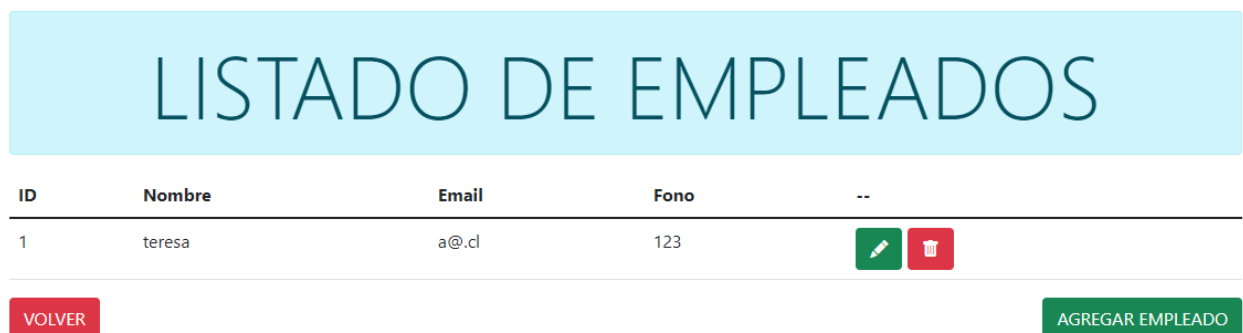 LISTADO DE EMPLEADOS
ID Nombre Email Fono --
1 teresa a@.cl 123
VOLVER AGREGAR EMPLEADO